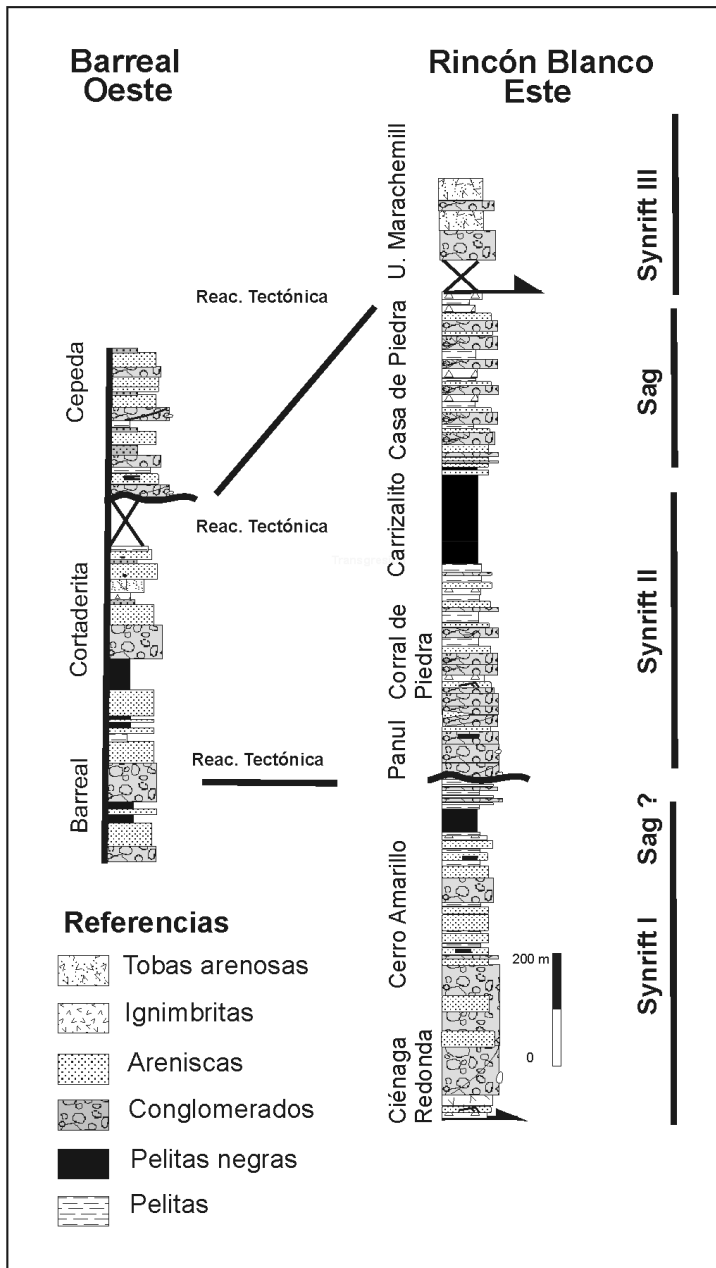 Barreal
Oeste
Rincón Blanco
Este
U. Marachemill
Casa de Piedra
Carrizalito
Corral de
Piedra
Panul
Cerro Amarillo
Ciénaga
Redonda
Synrift III
Sag
Synrift II
Sag ?
Synrift I
Cepeda
Cortaderita
Barreal
Reac. Tectónica
Reac. Tectónica
Reac. Tectónica
200 m
0
Referencias
Tobas arenosas
Ignimbritas
Areniscas
Conglomerados
Pelitas negras
Pelitas